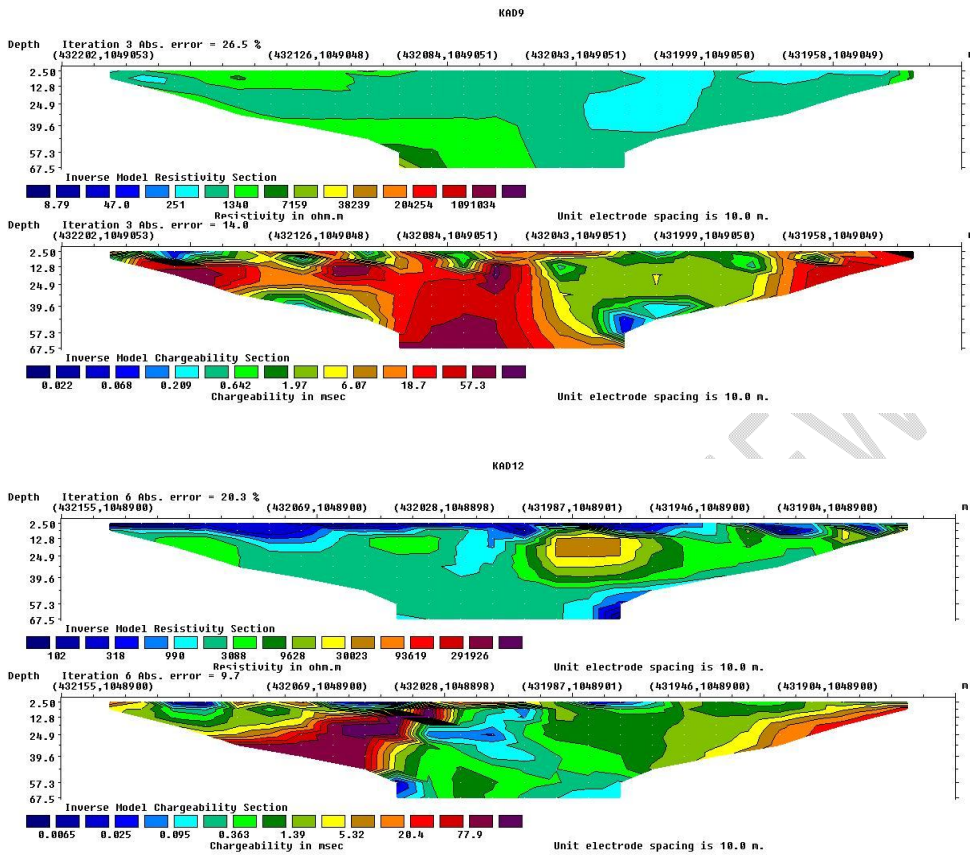 KAD9
Depth Iteration 3 Abs. error = 26.5 %
(432202,1049053) (432126,1049048) (432084,1049051) (432043,1049051) (431999,1049050) (431958,1049049) m
2.50
12.8
24.9
39.6
57.3
67.5
Inverse Model Resistivity Section
8.79 47.0 251 1340 7159 38239 204254 1091034
Resistivity in ohm.m Unit electrode spacing is 10.0 m.
Depth Iteration 3 Abs. error = 14.0
(432202,1049053) (432126,1049048) (432084,1049051) (432043,1049051) (431999,1049050) (431958,1049049) m
2.50
12.8
24.9
39.6
57.3
67.5
Inverse Model Chargeability Section
0.022 0.068 0.209 0.642 1.97 6.07 18.7 57.3
Chargeability in msec Unit electrode spacing is 10.0 m.
KAD12
Depth Iteration 6 Abs. error = 20.3 %
(432155,1048900) (432069,1048900) (432028,1048898) (431987,1048901) (431946,1048900) (431904,1048900) m
2.50
12.8
24.9
39.6
57.3
67.5
Inverse Model Resistivity Section
102 318 990 3088 9628 30023 93619 291926
Resistivity in ohm.m Unit electrode spacing is 10.0 m.
Depth Iteration 6 Abs. error = 9.7
(432155,1048900) (432069,1048900) (432028,1048898) (431987,1048901) (431946,1048900) (431904,1048900) m
2.50
12.8
24.9
39.6
57.3
67.5
Inverse Model Chargeability Section
0.0065 0.025 0.095 0.363 1.39 5.32 20.4 77.9
Chargeability in msec Unit electrode spacing is 10.0 m.